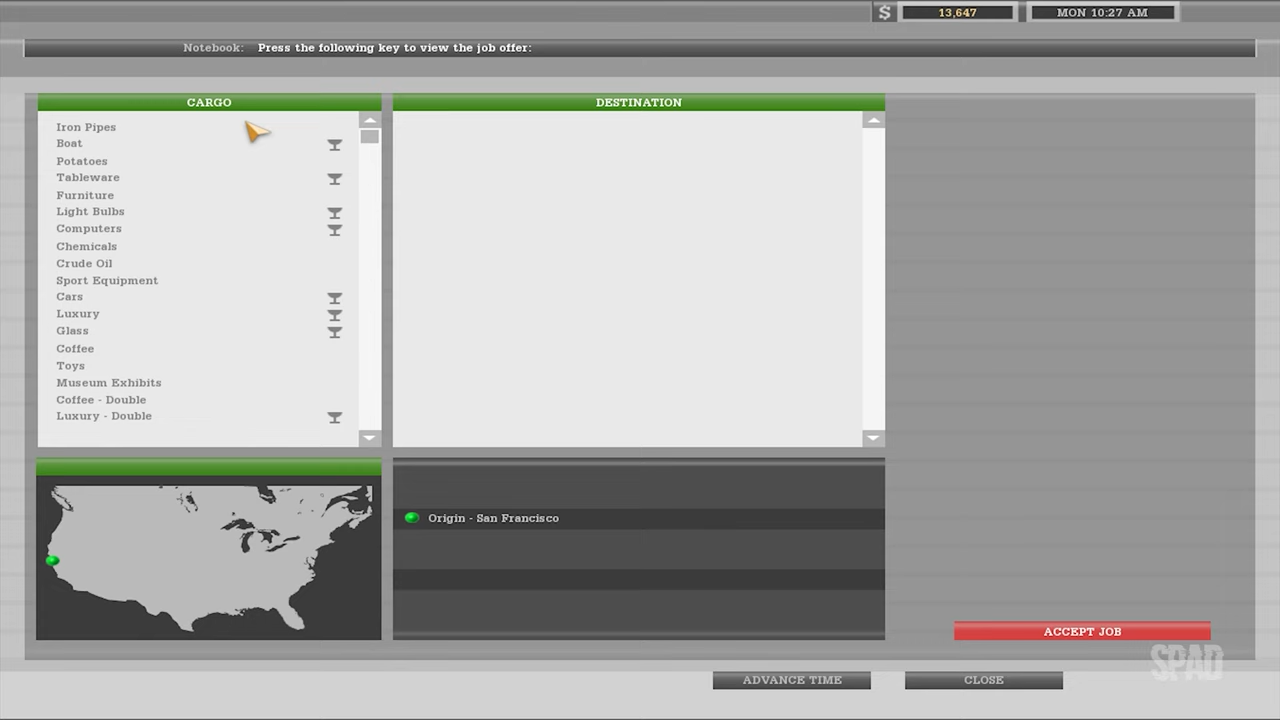 $ 13,647 MON 10:27 AM
Notebook: Press the following key to view the job offer:
CARGO
DESTINATION
Iron Pipes
Boat
Potatoes
Tableware
Furniture
Light Bulbs
Computers
Chemicals
Crude Oil
Sport Equipment
Cars
Luxury
Glass
Coffee
Toys
Museum Exhibits
Coffee - Double
Luxury - Double
Origin - San Francisco
ACCEPT JOB
SPAD
ADVANCE TIME
CLOSE